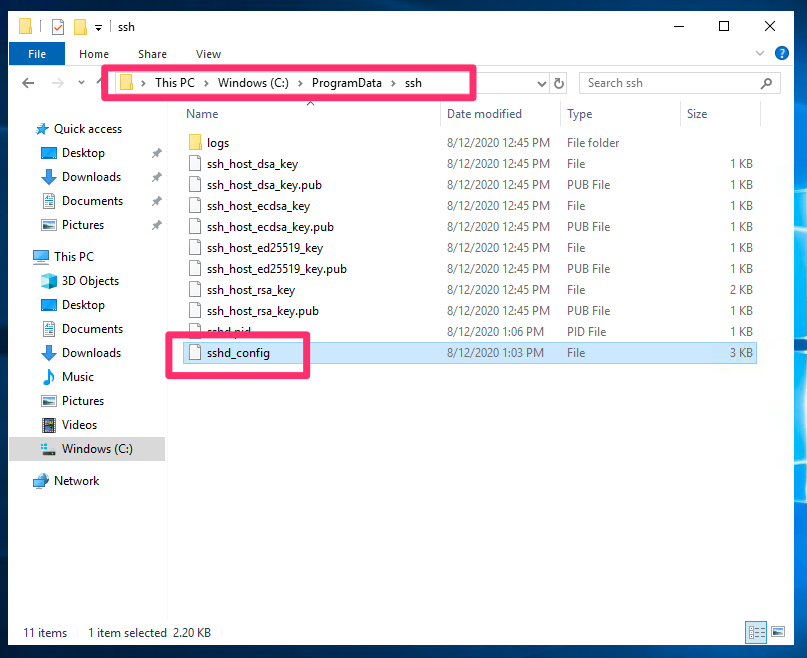 ssh
File Home Share View
This PC Windows (C:) ProgramData ssh Search ssh
Name Date modified Type Size
Quick access
Desktop
Downloads
Documents
Pictures
This PC
3D Objects
Desktop
Documents
Downloads
Music
Pictures
Videos
Windows (C:)
Network
logs 8/12/2020 12:45 PM File folder
ssh_host_dsa_key 8/12/2020 12:45 PM File 1 KB
ssh_host_dsa_key.pub 8/12/2020 12:45 PM PUB File 1 KB
ssh_host_ecdsa_key 8/12/2020 12:45 PM File 1 KB
ssh_host_ecdsa_key.pub 8/12/2020 12:45 PM PUB File 1 KB
ssh_host_ed25519_key 8/12/2020 12:45 PM File 1 KB
ssh_host_ed25519_key.pub 8/12/2020 12:45 PM PUB File 1 KB
ssh_host_rsa_key 8/12/2020 12:45 PM File 2 KB
ssh_host_rsa_key.pub 8/12/2020 12:45 PM PUB File 1 KB
sshd.pid 8/12/2020 1:06 PM PID File 1 KB
sshd_config 8/12/2020 1:03 PM File 3 KB
11 items 1 item selected 2.20 KB